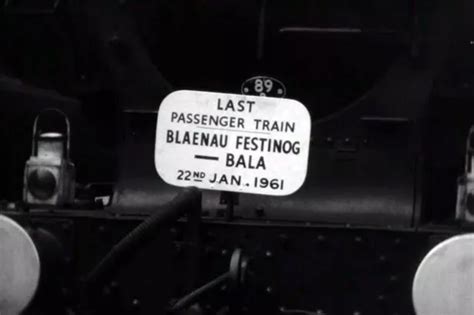 89
LAST
PASSENGER TRAIN
BLAENAU FESTINOG
— BALA
22ND JAN. 1961